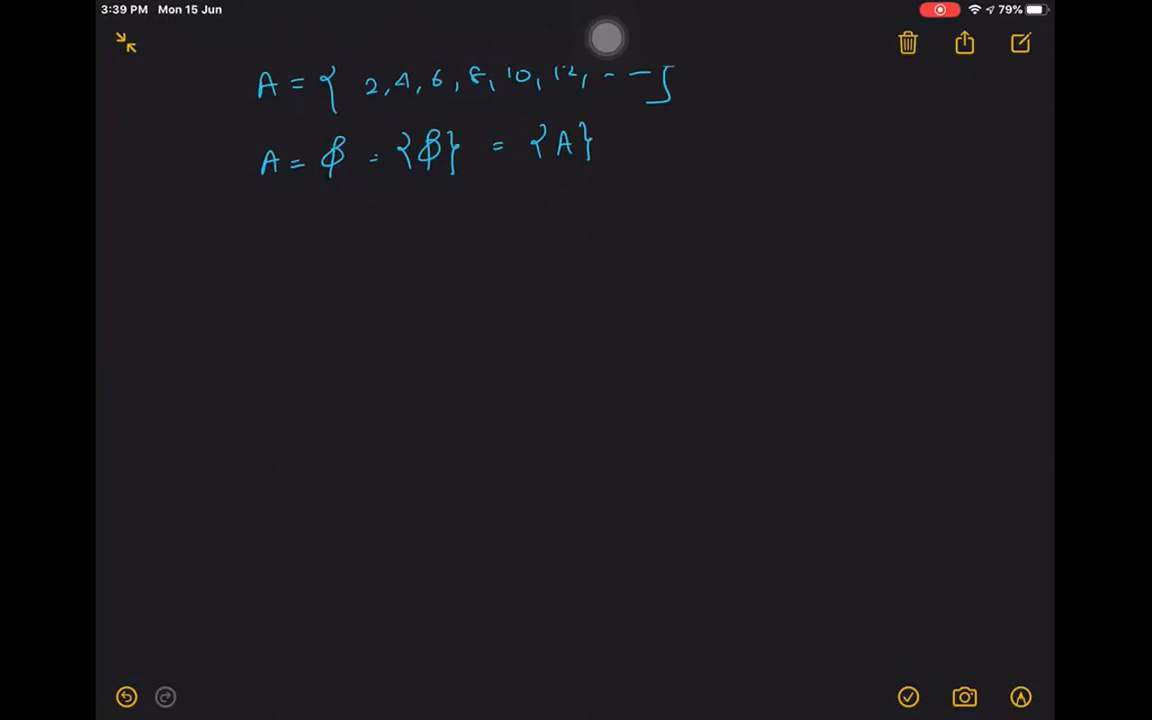 3:39 PM Mon 15 Jun 79%
A = { 2, 4, 6, 8, 10, 12, - - }
A = ϕ = {ϕ} = {A}